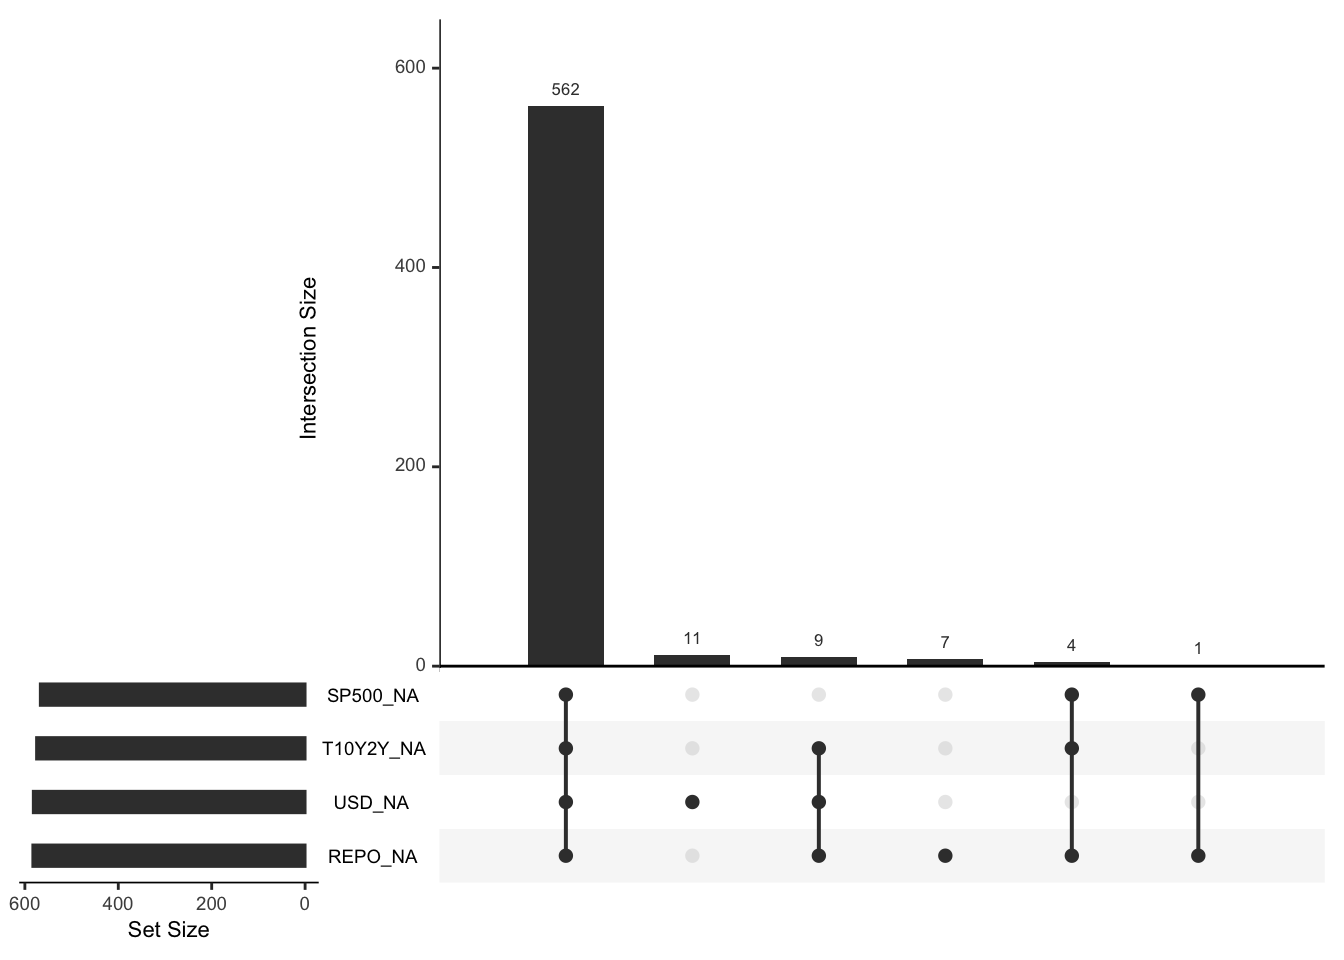 600
562
400
Intersection Size
200
11
9
7
4
1
0
SP500_NA
T10Y2Y_NA
USD_NA
REPO_NA
600 400 200 0
Set Size